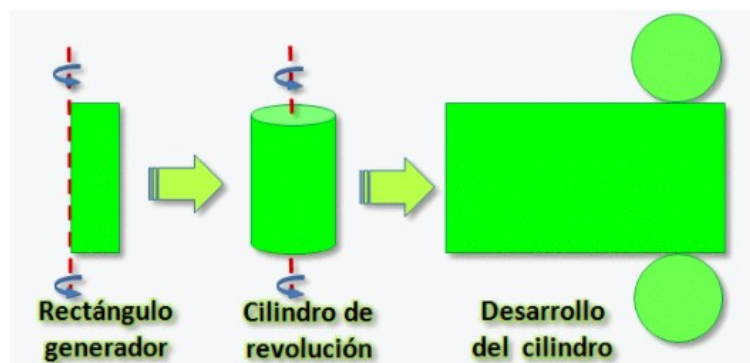 Rectángulo
generador
Cilindro de
revolución
Desarrollo
del cilindro